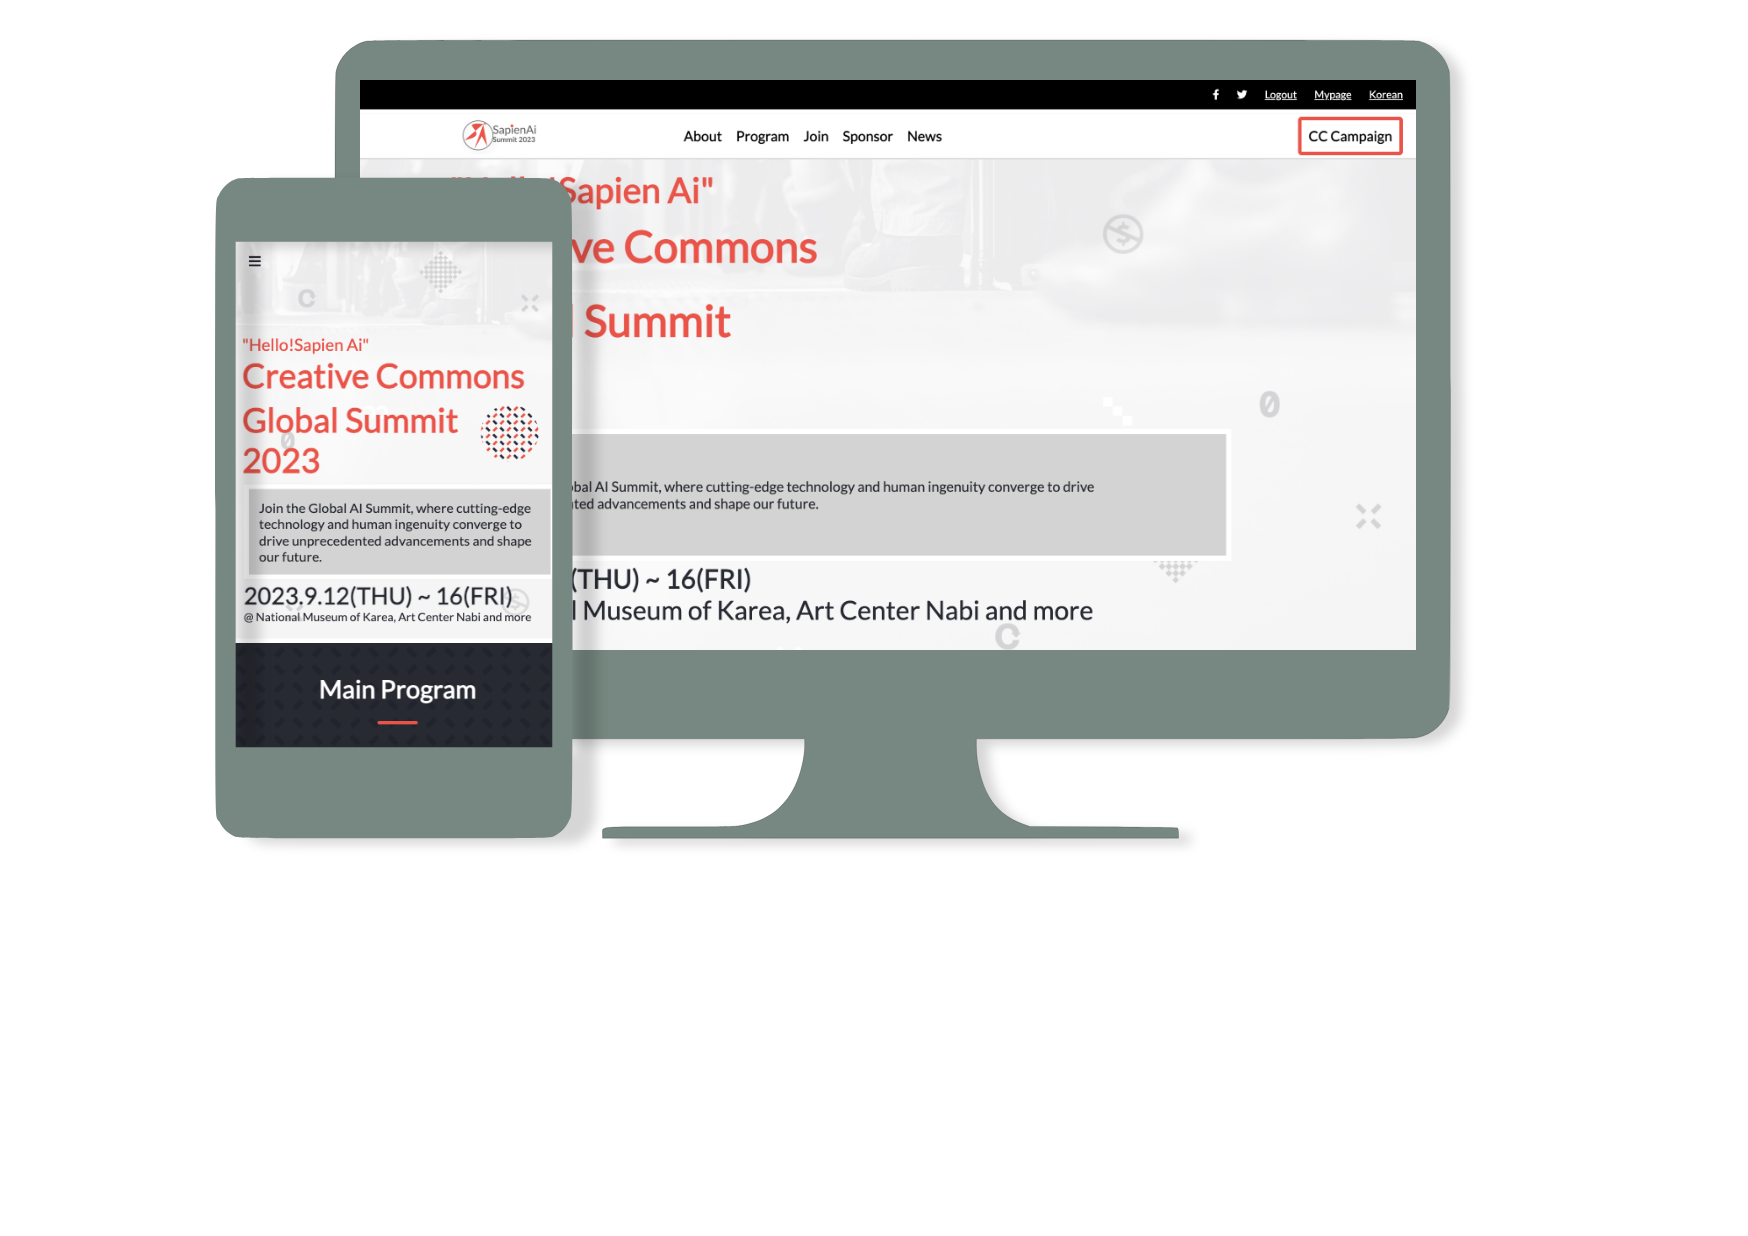 Logout Mypage Korean
SapienAi
Summit 2023
About Program Join Sponsor News
CC Campaign
Sapien Ai"
ve Commons
Summit
bal AI Summit, where cutting-edge technology and human ingenuity converge to drive
ted advancements and shape our future.
(THU) ~ 16(FRI)
l Museum of Karea, Art Center Nabi and more
"Hello!Sapien Ai"
Creative Commons
Global Summit
2023
Join the Global AI Summit, where cutting-edge
technology and human ingenuity converge to
drive unprecedented advancements and shape
our future.
2023.9.12(THU) ~ 16(FRI)
@ National Museum of Karea, Art Center Nabi and more
Main Program